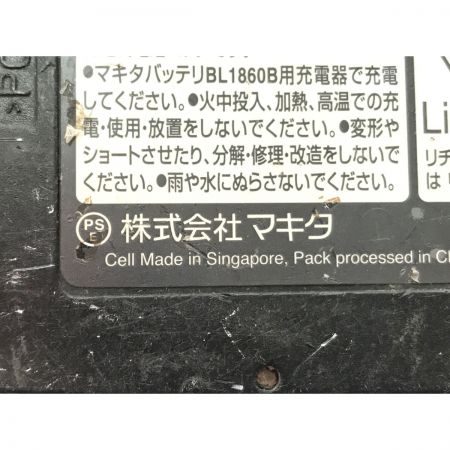 •マキタバッテリBL1860B用充電器で充電
してください。•火中投入、加熱、高温での充
電・使用・放置をしないでください。•変形や
ショートさせたり、分解・修理・改造をしないで
ください。•雨や水にぬらさないでください。
PS
E
株式会社 マキタ
Cell Made in Singapore, Pack processed in C
Li
リチ
は